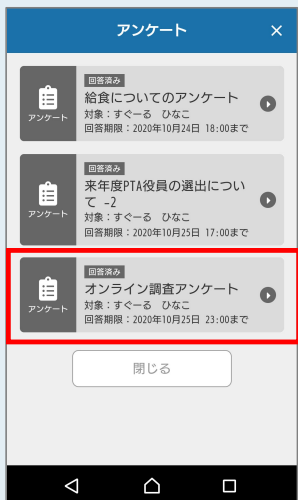 アンケート ×
回答済み
給食についてのアンケート
アンケート
対象：すぐーる ひなこ
回答期限：2020年10月24日 18:00まで
回答済み
来年度PTA役員の選出につい
て -2
アンケート
対象：すぐーる ひなこ
回答期限：2020年10月25日 17:00まで
回答済み
オンライン調査アンケート
アンケート
対象：すぐーる ひなこ
回答期限：2020年10月25日 23:00まで
閉じる